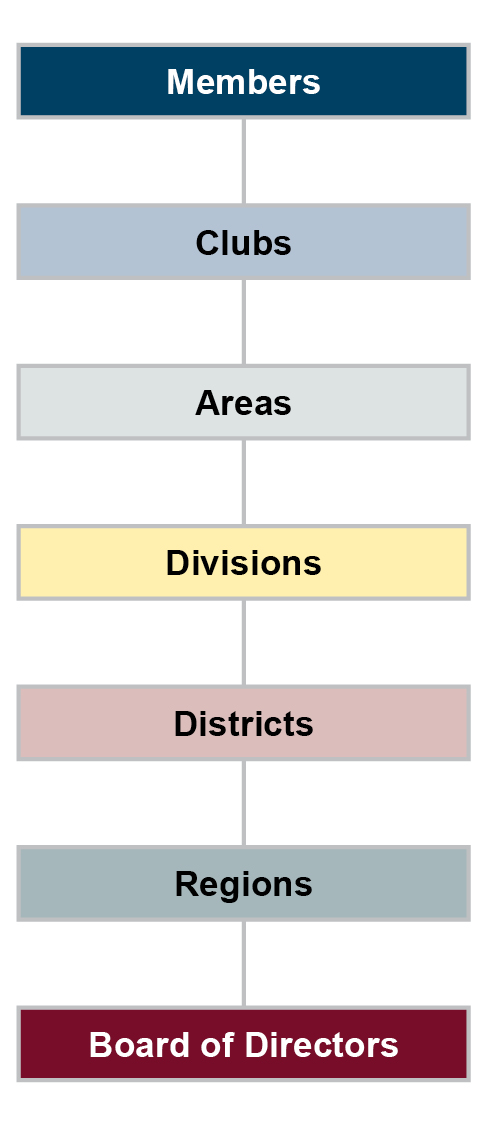 Members
Clubs
Areas
Divisions
Districts
Regions
Board of Directors